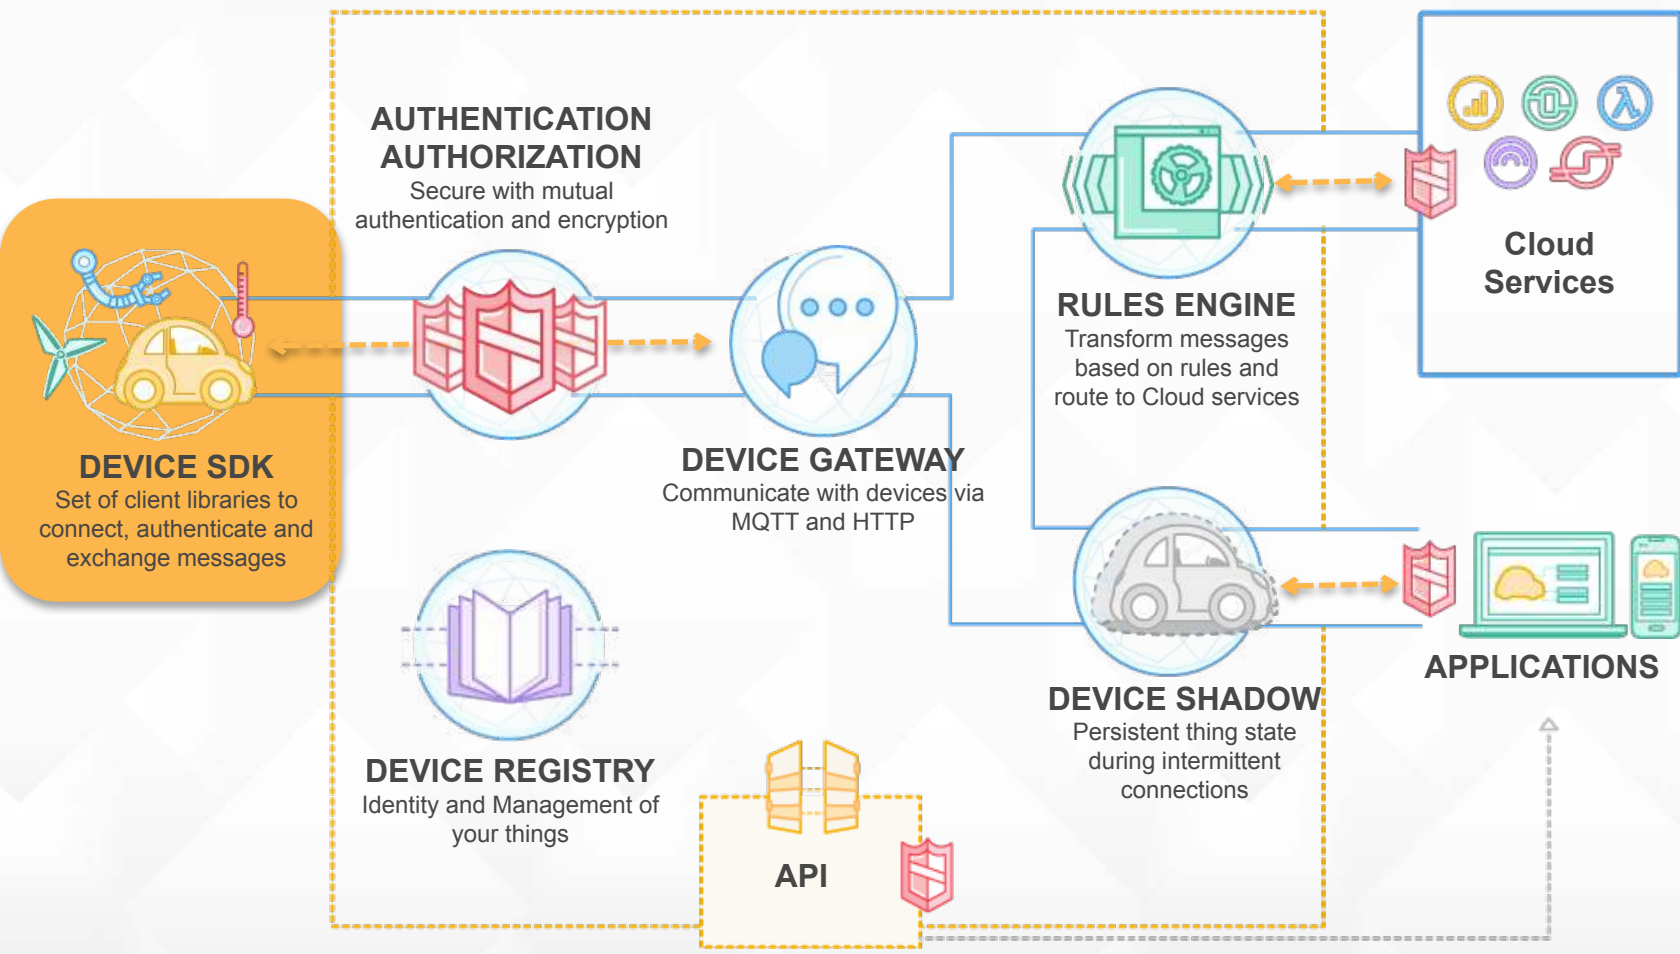 AUTHENTICATION
AUTHORIZATION
Secure with mutual
authentication and encryption
DEVICE SDK
Set of client libraries to
connect, authenticate and
exchange messages
DEVICE GATEWAY
Communicate with devices via
MQTT and HTTP
RULES ENGINE
Transform messages
based on rules and
route to Cloud services
Cloud
Services
DEVICE REGISTRY
Identity and Management of
your things
API
DEVICE SHADOW
Persistent thing state
during intermittent
connections
APPLICATIONS